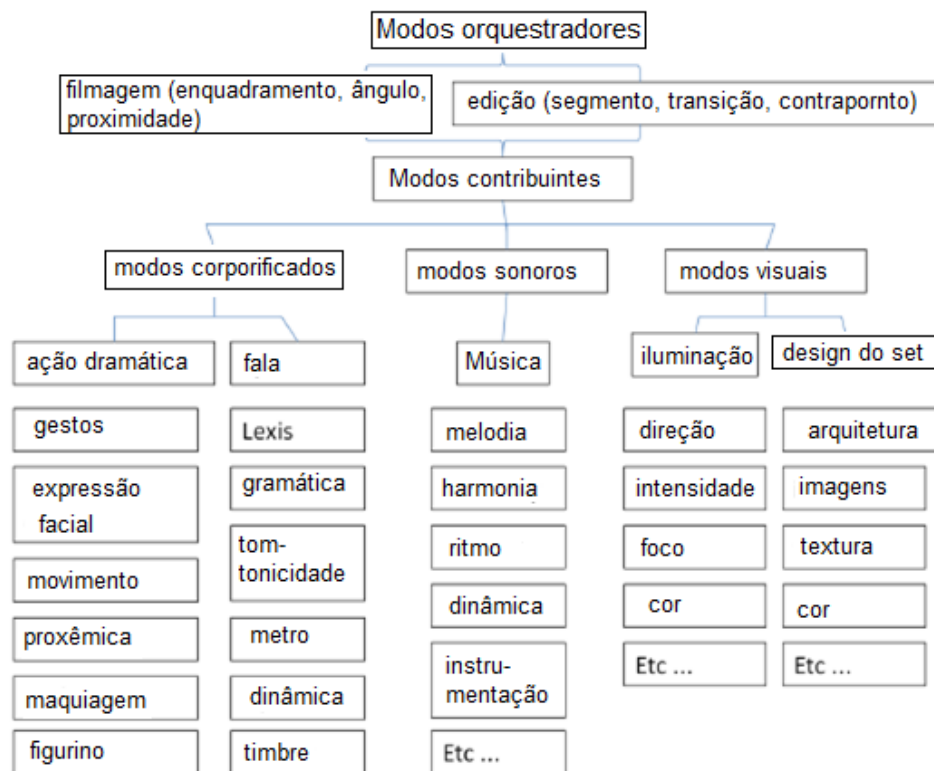 Modos orquestradores
filmagem (enquadramento, ângulo,
proximidade)
edição (segmento, transição, contrapornto)
Modos contribuintes
modos corporificados
modos sonoros
modos visuais
ação dramática
fala
Música
iluminação
design do set
gestos
expressão
facial
movimento
proxêmica
maquiagem
figurino
Lexis
gramática
tom-
tonicidade
metro
dinâmica
timbre
melodia
harmonia
ritmo
dinâmica
instru-
mentação
Etc ...
direção
intensidade
foco
cor
Etc ...
arquitetura
imagens
textura
cor
Etc ...